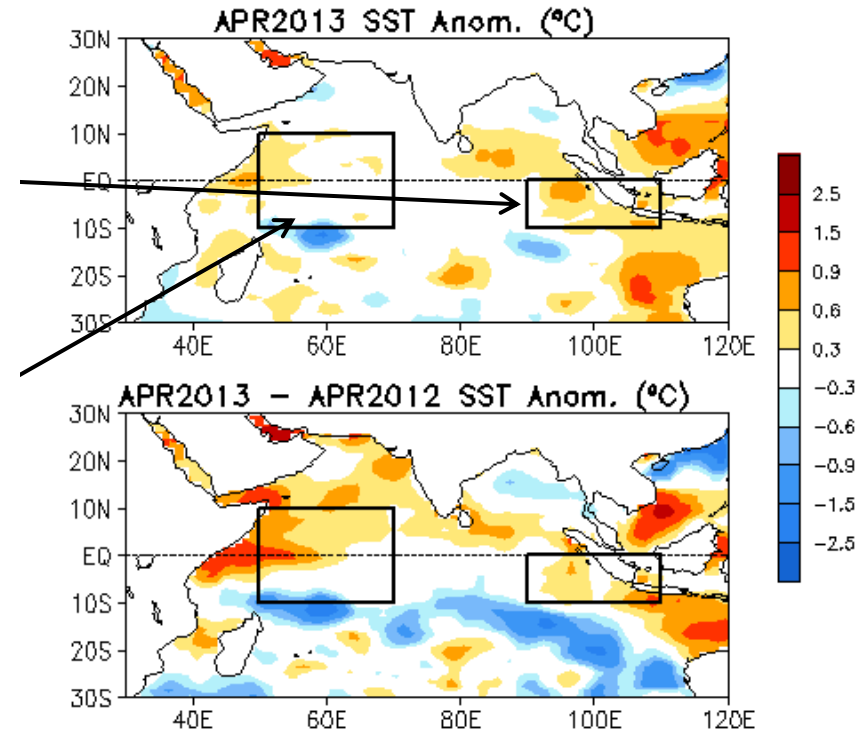 APR2013 SST Anom. (ºC)
30N
20N
10N
EQ
10S
20S
30S
40E 60E 80E 100E 120E
APR2013 - APR2012 SST Anom. (ºC)
30N
20N
10N
EQ
10S
20S
30S
40E 60E 80E 100E 120E
2.5
1.5
0.9
0.6
0.3
-0.3
-0.6
-0.9
-1.5
-2.5